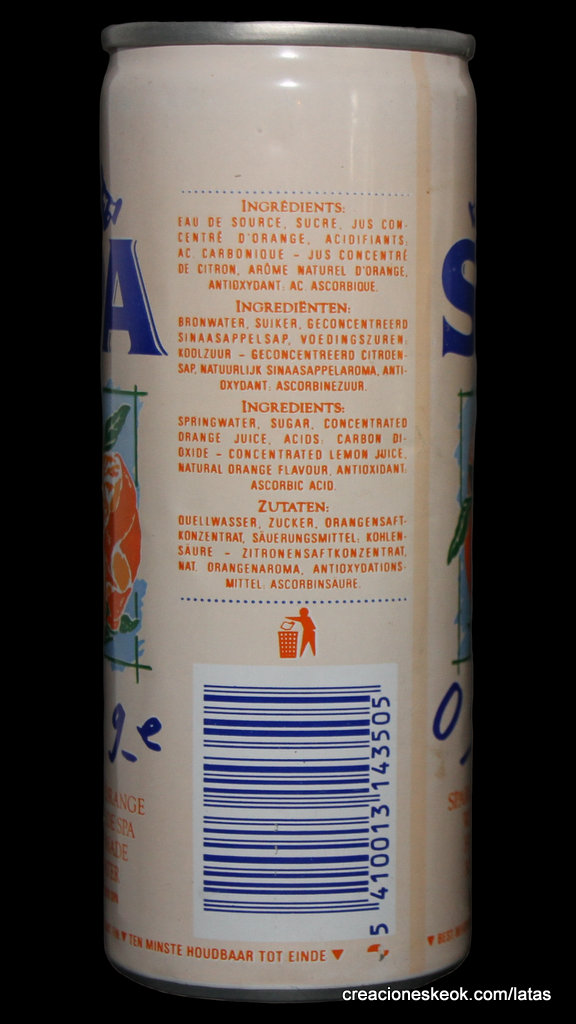 INGRÉDIENTS:
EAU DE SOURCE, SUCRE, JUS CON-
CENTRÉ D'ORANGE, ACIDIFIANTS:
AC. CARBONIQUE - JUS CONCENTRÉ
DE CITRON, ARÔME NATUREL D'ORANGE,
ANTIOXYDANT: AC. ASCORBIQUE.
INGREDIËNTEN:
BRONWATER, SUIKER, GECONCENTREERD
SINAASAPPELSAP, VOEDINGSZUREN:
KOOLZUUR - GECONCENTREERD CITROEN-
SAP, NATUURLIJK SINAASAPPELAROMA, ANTI-
OXYDANT: ASCORBINEZUUR.
INGREDIENTS:
SPRINGWATER, SUGAR, CONCENTRATED
ORANGE JUICE, ACIDS: CARBON DI-
OXIDE - CONCENTRATED LEMON JUICE,
NATURAL ORANGE FLAVOUR, ANTIOXIDANT:
ASCORBIC ACID.
ZUTATEN:
QUELLWASSER, ZUCKER, ORANGENSAFT-
KONZENTRAT, SÄUERUNGSMITTEL: KOHLEN-
SÄURE - ZITRONENSAFTKONZENTRAT,
NAT. ORANGENAROMA, ANTIOXYDATIONS-
MITTEL: ASCORBINSÄURE.
A
S
g_e
O
RANGE
SPA
5 410013 143505
▼ TEN MINSTE HOUDBAAR TOT EINDE ▼
▼ BEST
creacioneskeok.com/latas